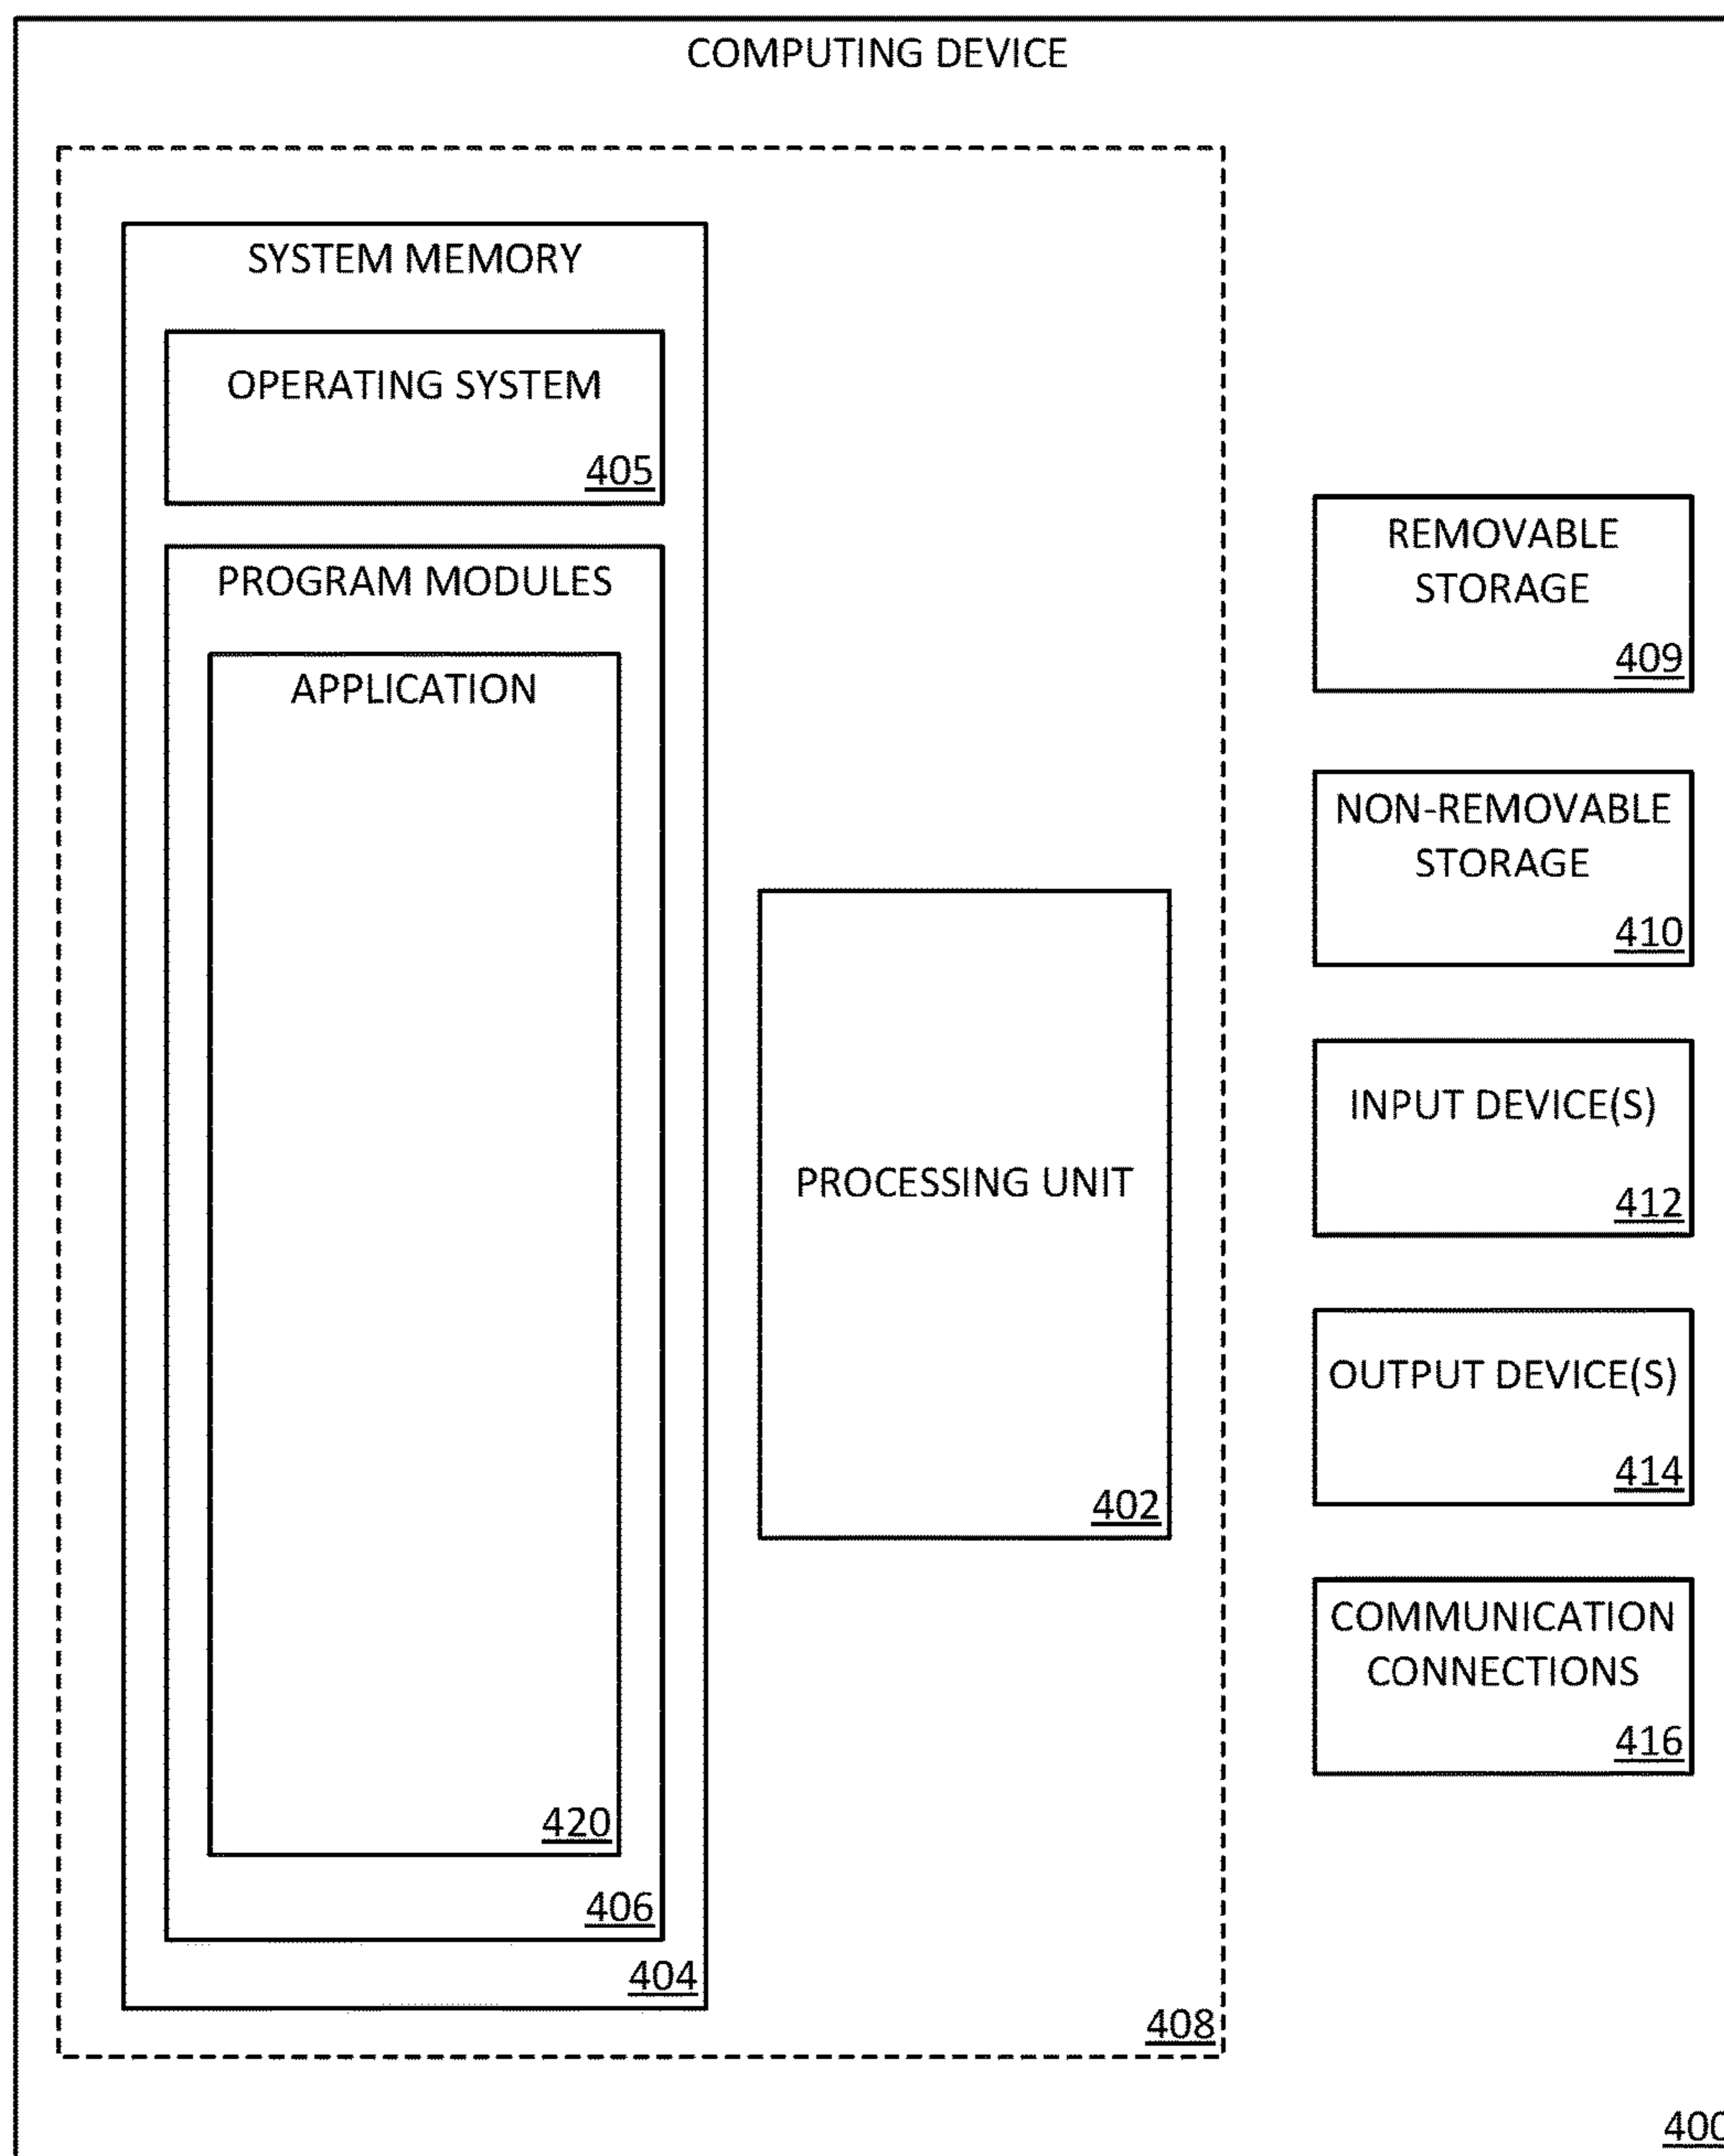 COMPUTING DEVICE
SYSTEM MEMORY
OPERATING SYSTEM
405
PROGRAM MODULES
APPLICATION
420
406
404
PROCESSING UNIT
402
408
REMOVABLE
STORAGE
409
NON-REMOVABLE
STORAGE
410
INPUT DEVICE(S)
412
OUTPUT DEVICE(S)
414
COMMUNICATION
CONNECTIONS
416
400